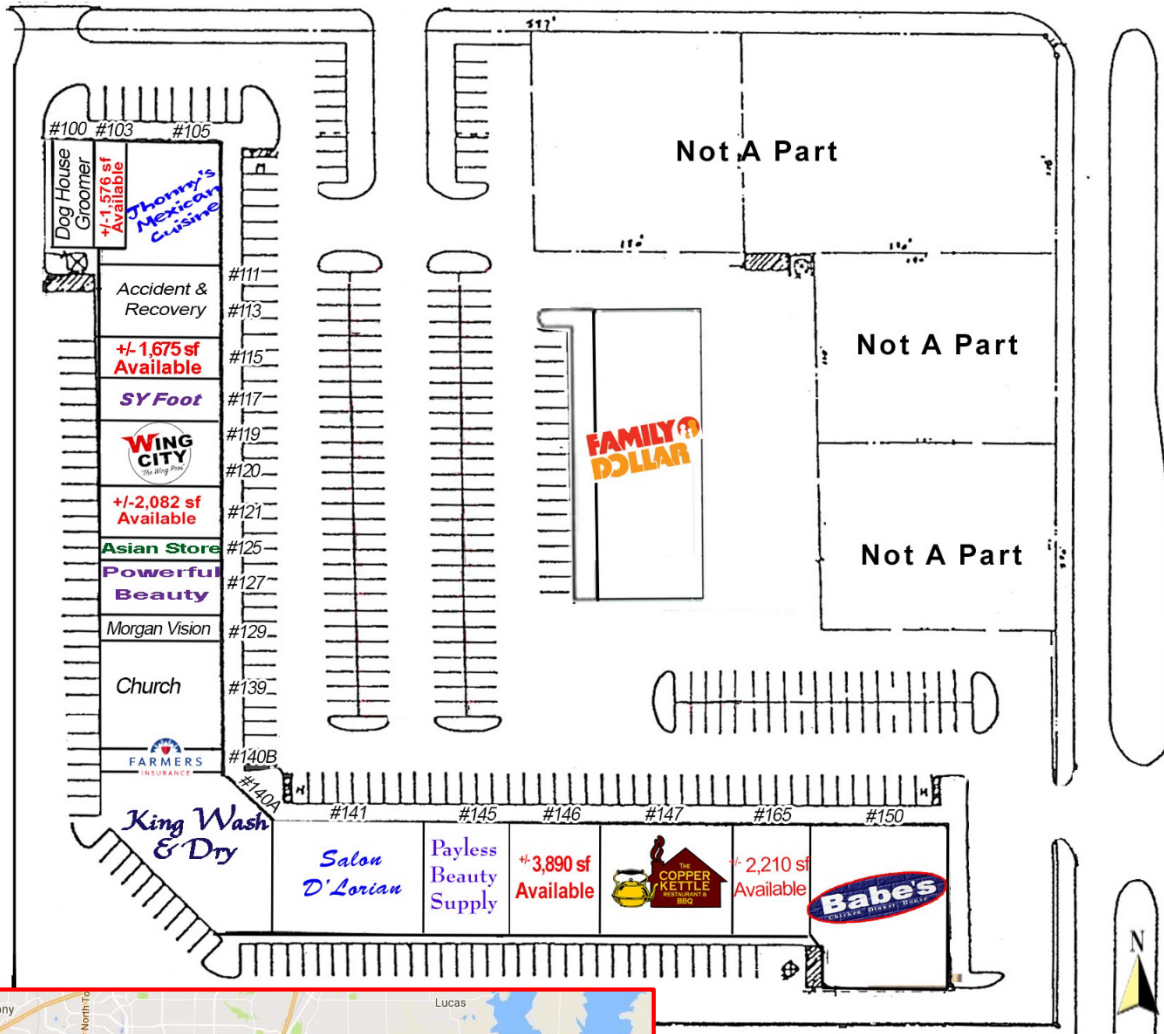 557'
#100 #103 #105
Dog House
Groomer
+/-1,576 sf
Available
Jhonny's
Mexican
Cuisine
Not A Part
#111
Accident &
Recovery
#113
+/- 1,675 sf
Available
#115
SY Foot
#117
#119
WING
CITY
#120
+/-2,082 sf
Available
#121
Asian Store
#125
Powerful
Beauty
#127
Morgan Vision
#129
Church
#139
FARMERS
INSURANCE
#140B
#140A
King Wash
& Dry
FAMILY
DOLLAR
Not A Part
Not A Part
H
H
H
#141
#145
#146
#147
#165
#150
Salon
D'Lorian
Payless
Beauty
Supply
+/- 3,890 sf
Available
THE
COPPER
KETTLE
RESTAURANT &
BBQ
- 2,210 sf
Available
Babe's
Chicken Dinner House
N
Lucas